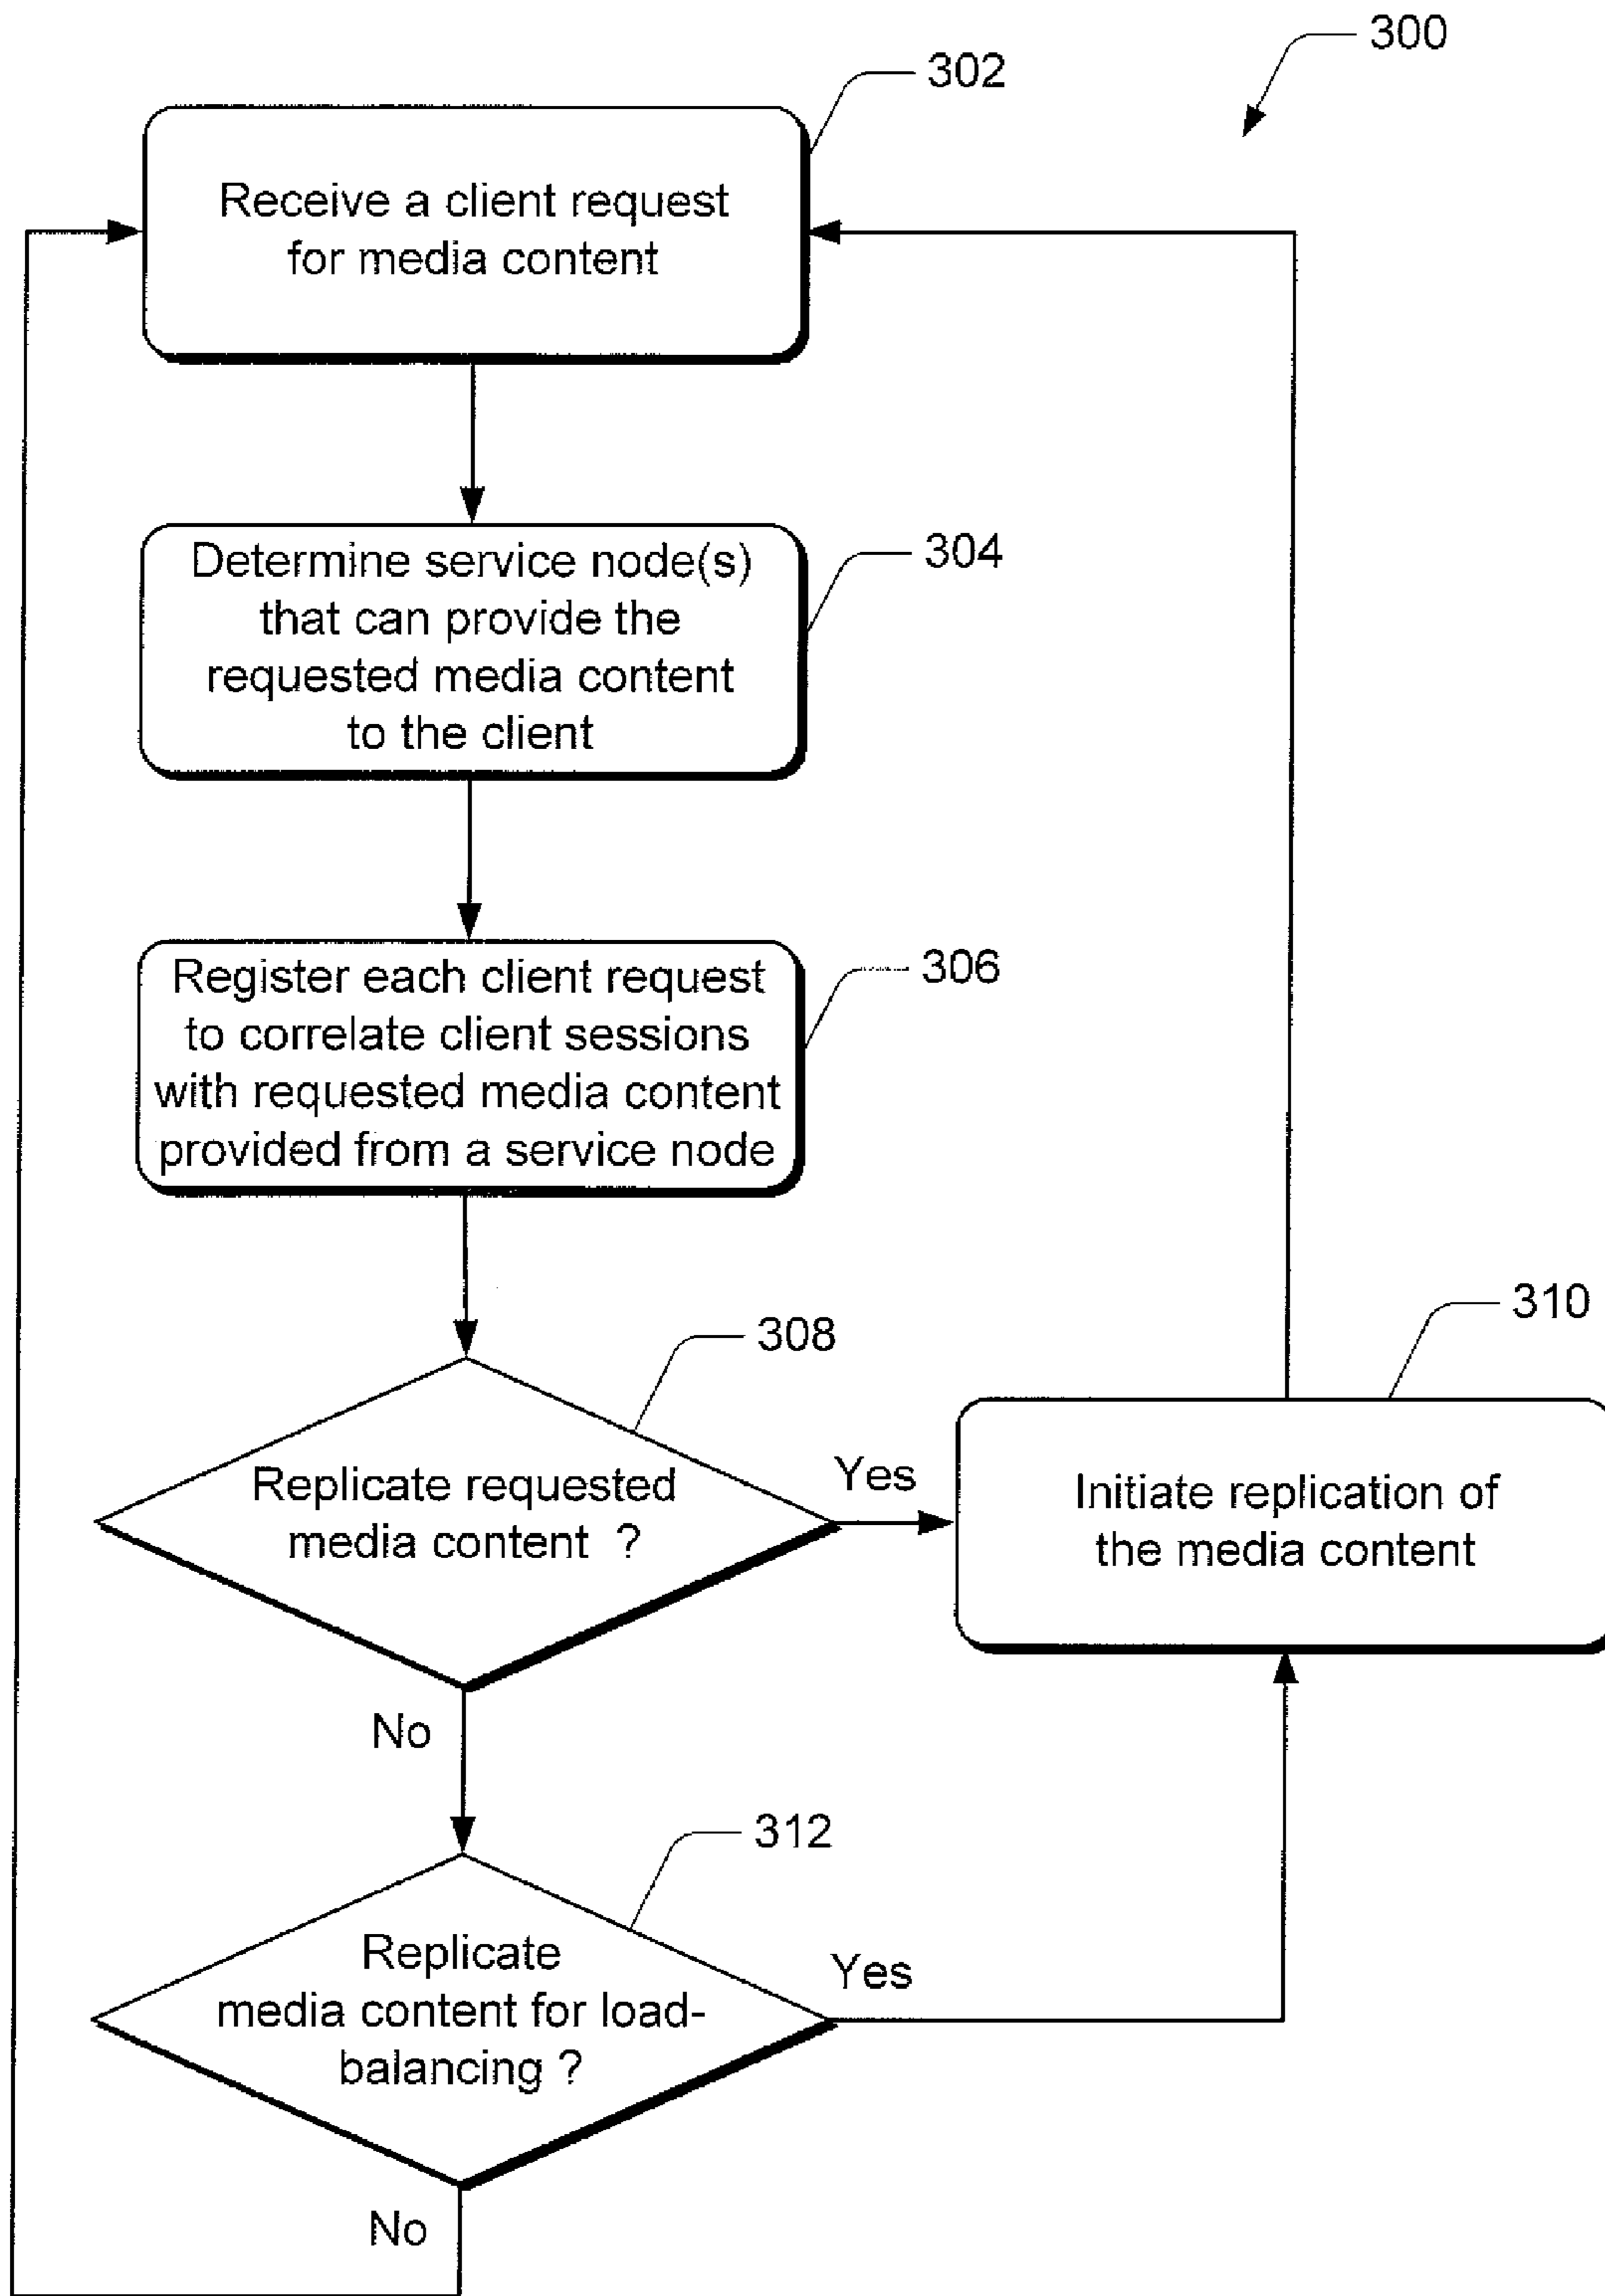 300
302
Receive a client request
for media content
304
Determine service node(s)
that can provide the
requested media content
to the client
306
Register each client request
to correlate client sessions
with requested media content
provided from a service node
308
Replicate requested
media content ?
Yes
310
Initiate replication of
the media content
No
312
Replicate
media content for load-
balancing ?
Yes
No